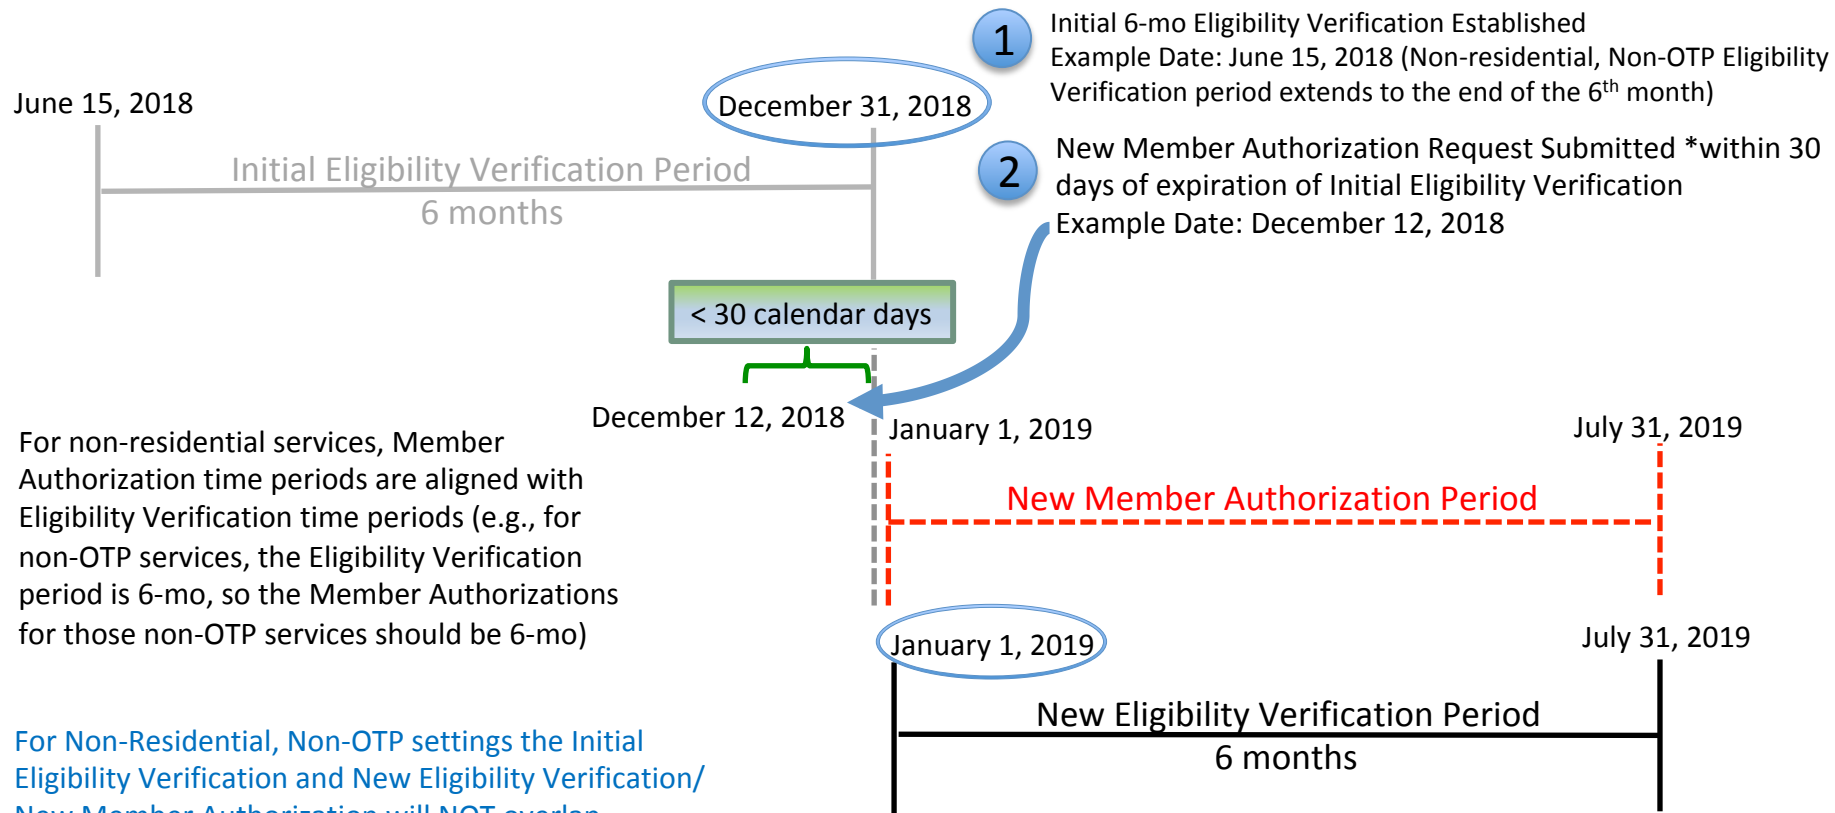 1
Initial 6-mo Eligibility Verification Established
Example Date: June 15, 2018 (Non-residential, Non-OTP Eligibility
Verification period extends to the end of the 6th month)
June 15, 2018
December 31, 2018
Initial Eligibility Verification Period
6 months
2
New Member Authorization Request Submitted *within 30
days of expiration of Initial Eligibility Verification
Example Date: December 12, 2018
< 30 calendar days
December 12, 2018
January 1, 2019
July 31, 2019
New Member Authorization Period
For non-residential services, Member
Authorization time periods are aligned with
Eligibility Verification time periods (e.g., for
non-OTP services, the Eligibility Verification
period is 6-mo, so the Member Authorizations
for those non-OTP services should be 6-mo)
January 1, 2019
July 31, 2019
New Eligibility Verification Period
6 months
For Non-Residential, Non-OTP settings the Initial
Eligibility Verification and New Eligibility Verification/
New Member Authorization will NOT overlap